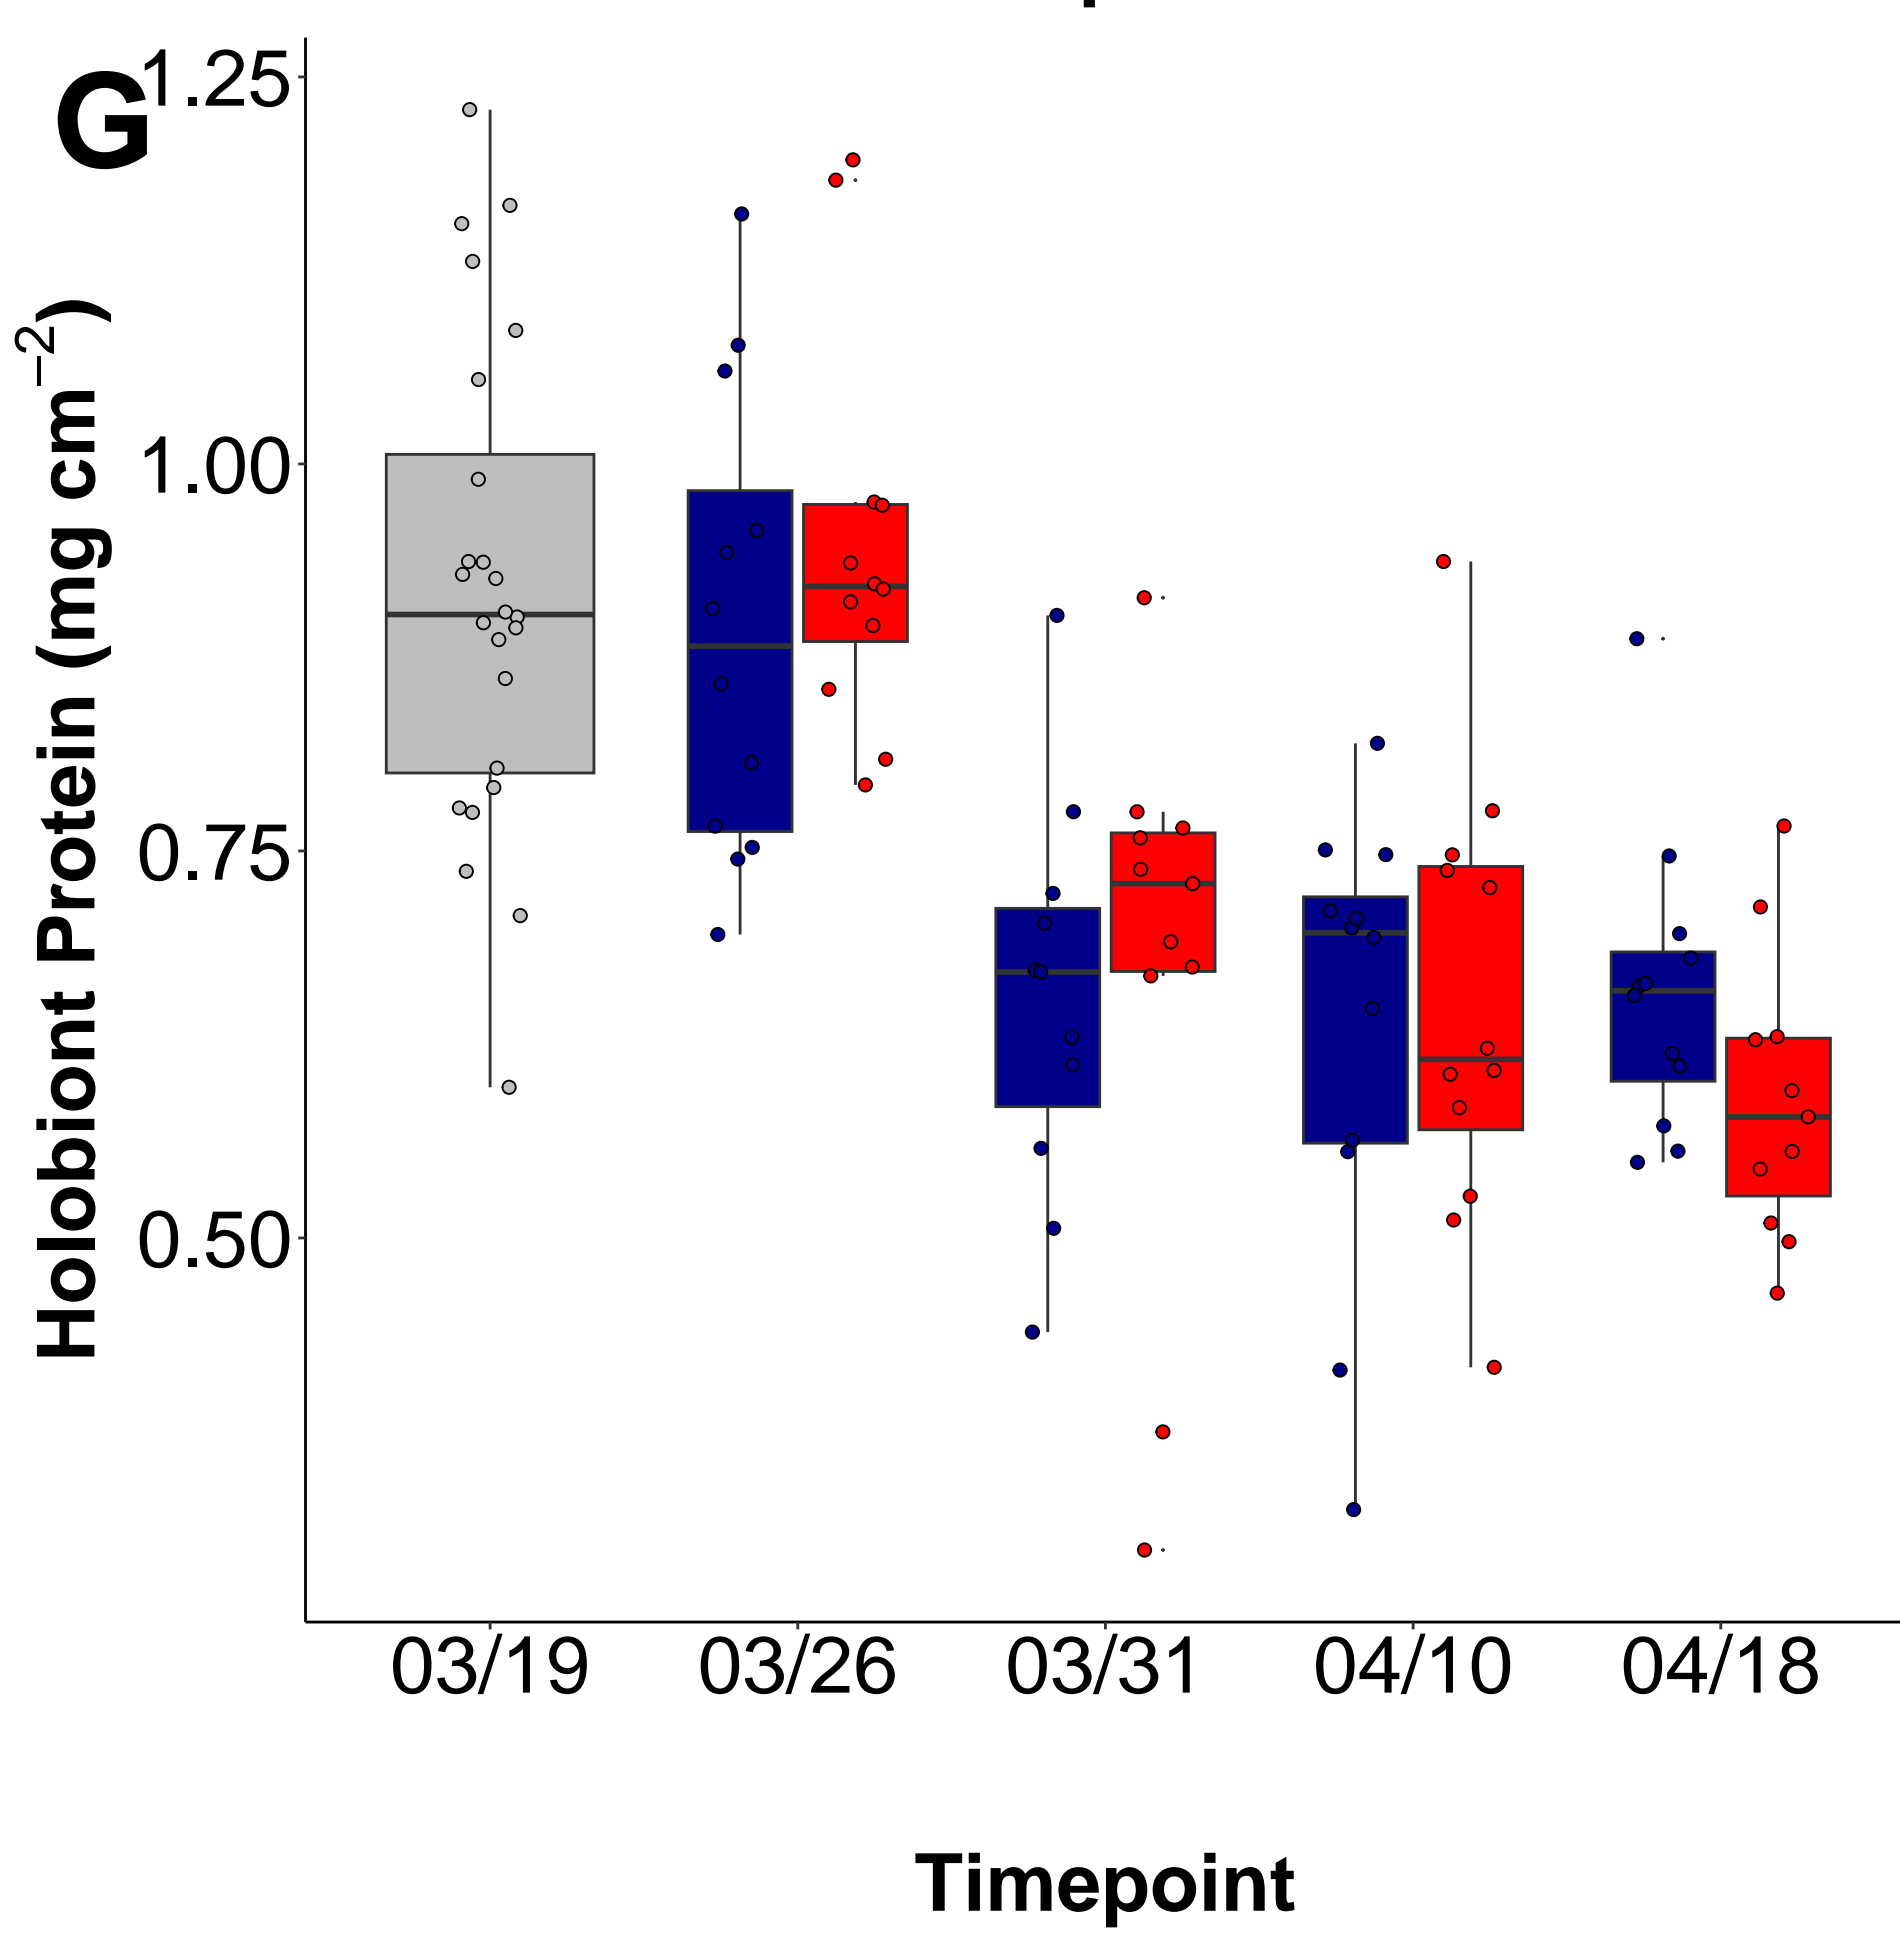 G
1.25
1.00
0.75
0.50
Holobiont Protein (mg cm⁻²)
03/19 03/26 03/31 04/10 04/18
Timepoint